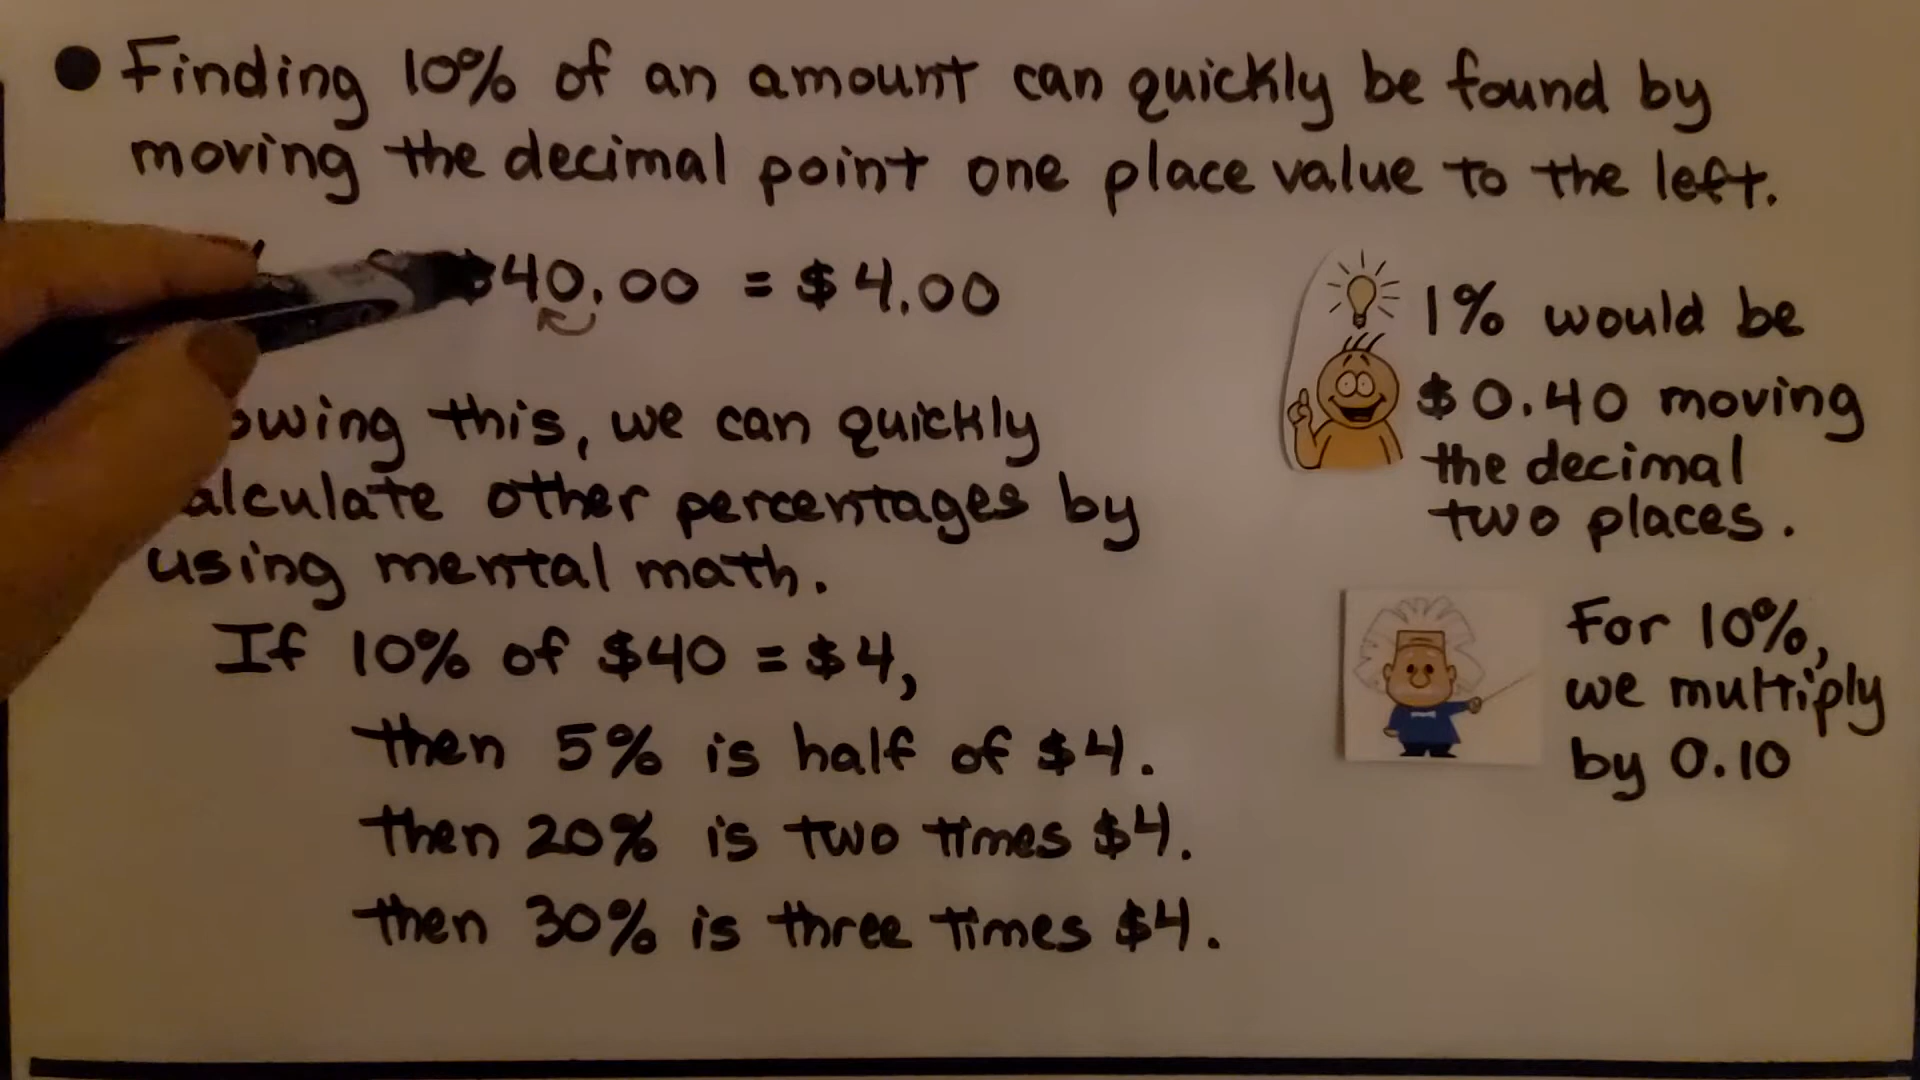 Finding 10% of an amount can quickly be found by
moving the decimal point one place value to the left.
$40.00 = $4.00
this, we can quickly
other percentages by
using mental math.
If 10% of $40 = $4,
then 5% is half of $4.
then 20% is two times $4.
then 30% is three times $4.
1% would be
$0.40 moving
the decimal
two places.
For 10%,
we multiply
by 0.10